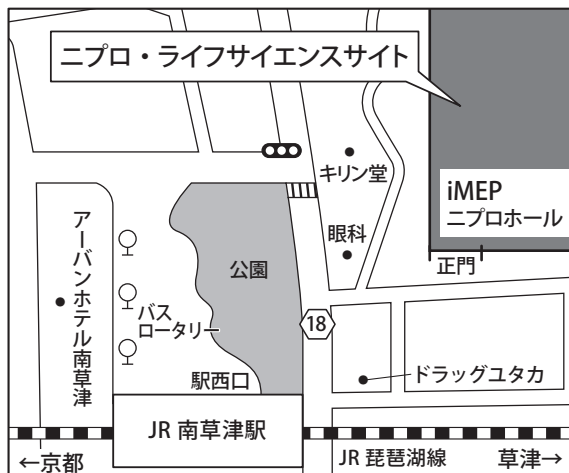 ニプロ・ライフサイエンスサイト
キリン堂
iMEP
ニプロホール
眼科
正門
アーバンホテル南草津
公園
バス
ロータリー
18
駅西口
ドラッグユタカ
JR 南草津駅
←京都
JR 琵琶湖線
草津→